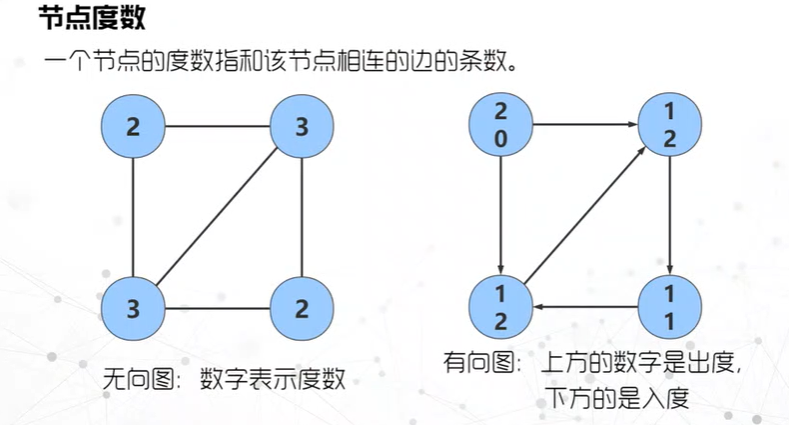 节点度数
一个节点的度数指和该节点相连的边的条数。
2
3
3
2
2
0
1
2
1
2
1
1
无向图：数字表示度数
有问图：上方的数字是出度,
下方的是入度